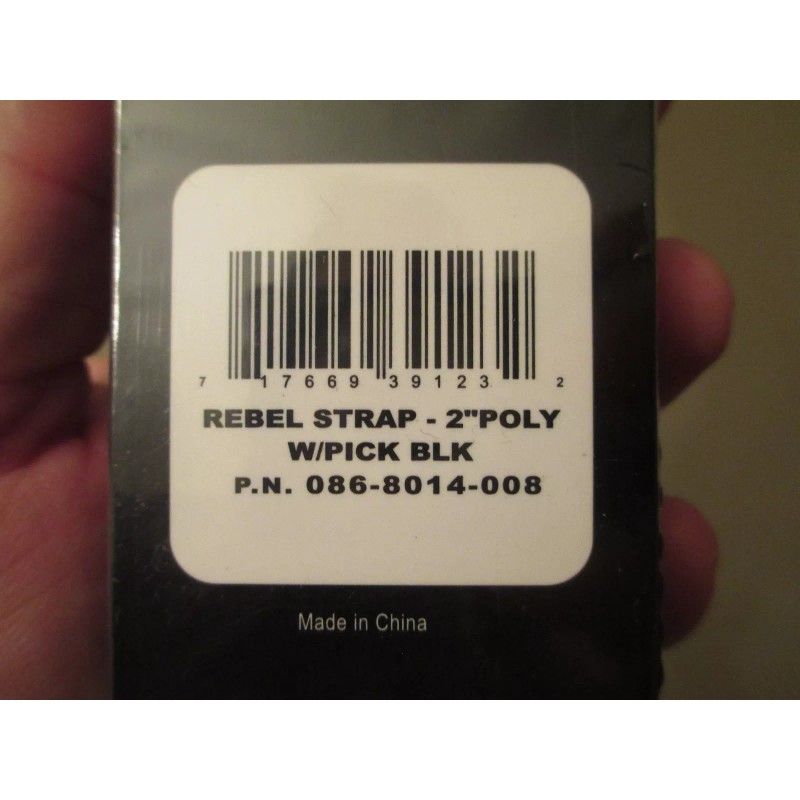 7 17669 39123 2
REBEL STRAP - 2"POLY
W/PICK BLK
P.N. 086-8014-008
Made in China